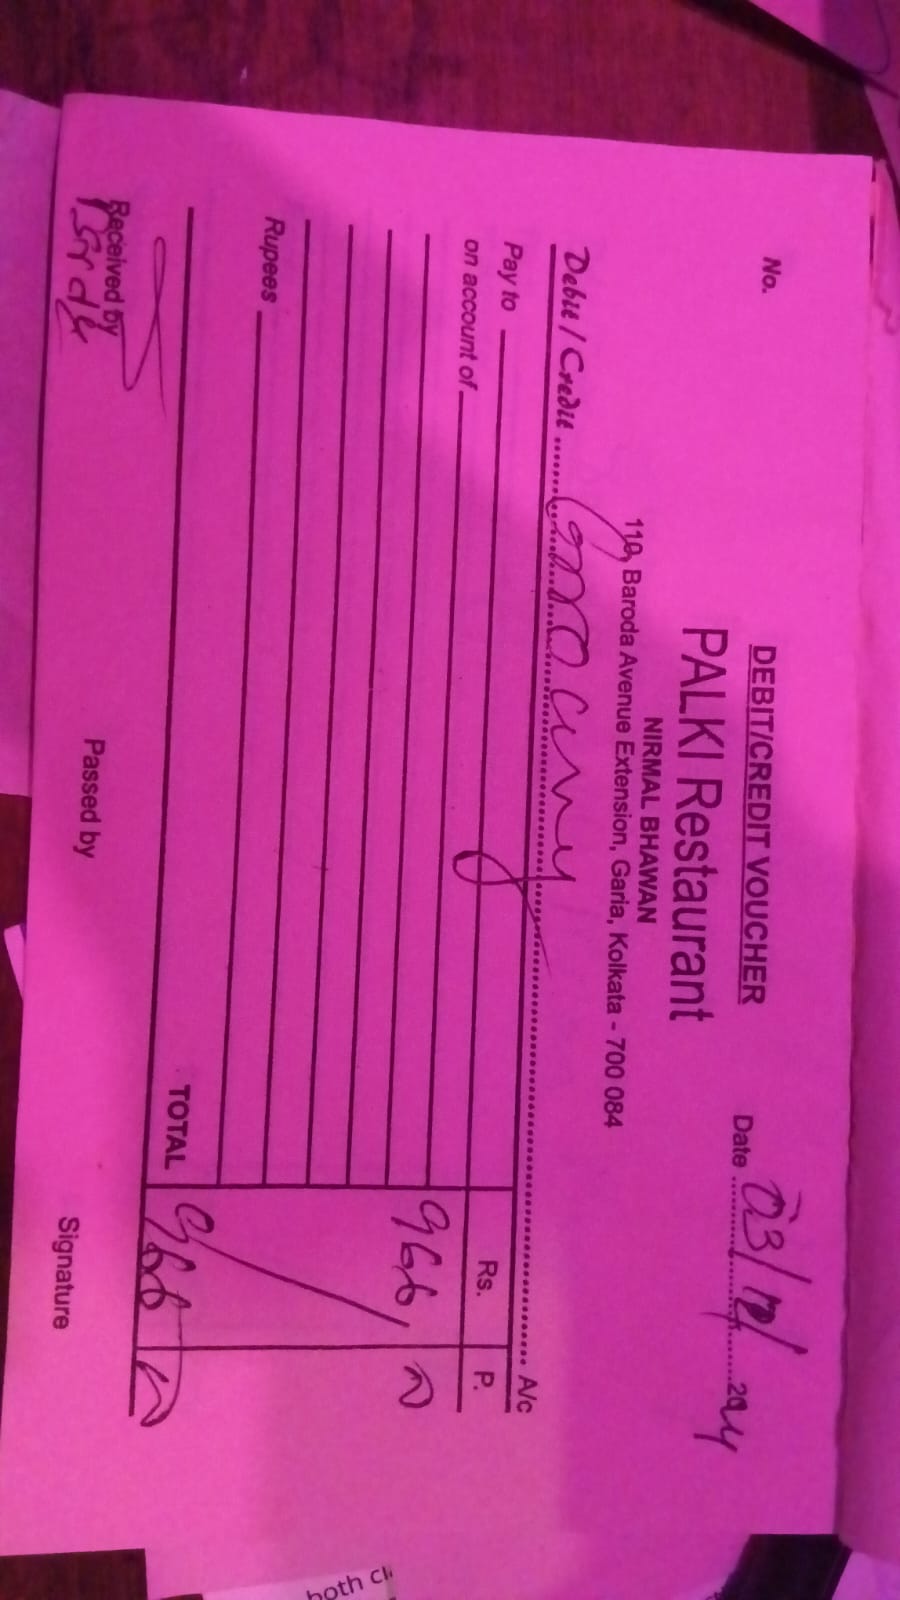 DEBIT/CREDIT VOUCHER
No.
Date 03/12/2024
PALKI Restaurant
NIRMAL BHAWAN
110, Baroda Avenue Extension, Garia, Kolkata - 700 084
Debit / Credit A/c
Pay to Rs. P.
on account of
966,
Rupees
TOTAL 966
Received by Passed by Signature
both cl